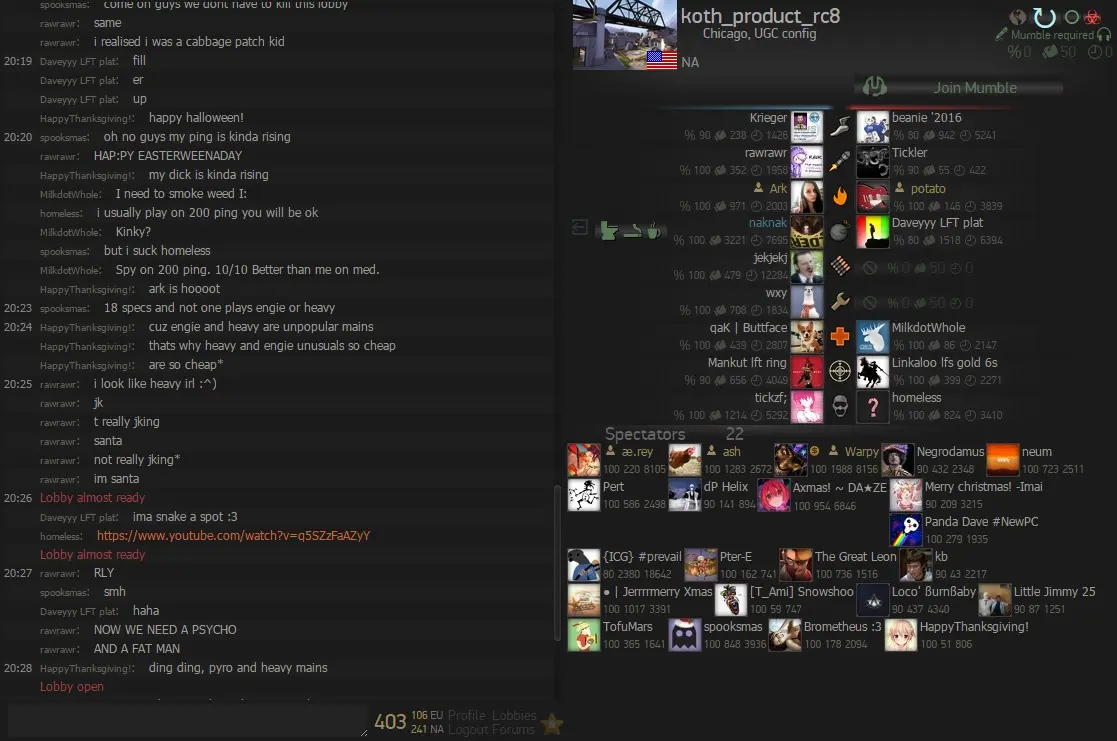 spooksmas: come on guys we dont have to kill this lobby
rawrawr: same
rawrawr: i realised i was a cabbage patch kid
20:19 Daveyyy LFT plat: fill
Daveyyy LFT plat: er
Daveyyy LFT plat: up
HappyThanksgiving!: happy halloween!
20:20 spooksmas: oh no guys my ping is kinda rising
rawrawr: HAP:PY EASTERWEENADAY
HappyThanksgiving!: my dick is kinda rising
MilkdotWhole: I need to smoke weed I:
homeless: i usually play on 200 ping you will be ok
MilkdotWhole: Kinky?
spooksmas: but i suck homeless
MilkdotWhole: Spy on 200 ping. 10/10 Better than me on med.
HappyThanksgiving!: ark is hoooot
20:23 spooksmas: 18 specs and not one plays engie or heavy
20:24 HappyThanksgiving!: cuz engie and heavy are unpopular mains
HappyThanksgiving!: thats why heavy and engie unusuals so cheap
HappyThanksgiving!: are so cheap*
20:25 rawrawr: i look like heavy irl :^)
rawrawr: jk
rawrawr: t really jking
rawrawr: santa
rawrawr: not really jking*
rawrawr: im santa
20:26 Lobby almost ready
Daveyyy LFT plat: ima snake a spot :3
homeless: https://www.youtube.com/watch?v=q5SZzFaAZyY
Lobby almost ready
20:27 rawrawr: RLY
spooksmas: smh
Daveyyy LFT plat: haha
rawrawr: NOW WE NEED A PSYCHO
rawrawr: AND A FAT MAN
20:28 HappyThanksgiving!: ding ding, pyro and heavy mains
Lobby open
403 106 EU Profile Lobbies
241 NA Logout Forums
koth_product_rc8
Chicago, UGC config
Mumble required
% 0 50 0
NA
Join Mumble
Krieger beanie '2016
% 90 238 1426 % 80 942 5241
rawrawr Tickler
% 100 352 1956 % 90 55 422
Ark potato
% 100 971 2003 % 100 146 3839
naknak Daveyyy LFT plat
% 100 3221 7695 % 80 1518 6394
jekjekj
% 100 479 12284 % 0 50 0
wxy
% 100 708 1834 % 0 50 0
qaK | Buttface MilkdotWhole
% 100 439 2807 % 100 86 2147
Mankut lft ring Linkaloo lfs gold 6s
% 90 656 4049 % 100 399 2271
tickzf; homeless
% 100 1214 5292 % 100 824 3410
Spectators 22
æ.rey ash Warpy Negrodamus neum
100 220 8105 100 1283 2672 100 1988 8156 90 432 2348 100 723 2511
Pert dP Helix Axmas! ~ DA★ZE Merry christmas! -Imai
100 586 2498 90 141 894 100 954 6846 90 209 3215
Panda Dave #NewPC
100 279 1935
{ICG} #prevail Pter-E The Great Leon kb
80 2380 18642 100 162 741 100 736 1516 90 43 2217
● | Jerrrrmerry Xmas [T_Ami] Snowshoo Loco' ßurnßaby Little Jimmy 25
100 1017 3391 100 59 747 90 437 4340 90 87 1251
TofuMars spooksmas Brometheus :3 HappyThanksgiving!
100 365 1641 100 848 3936 100 178 2094 100 51 806